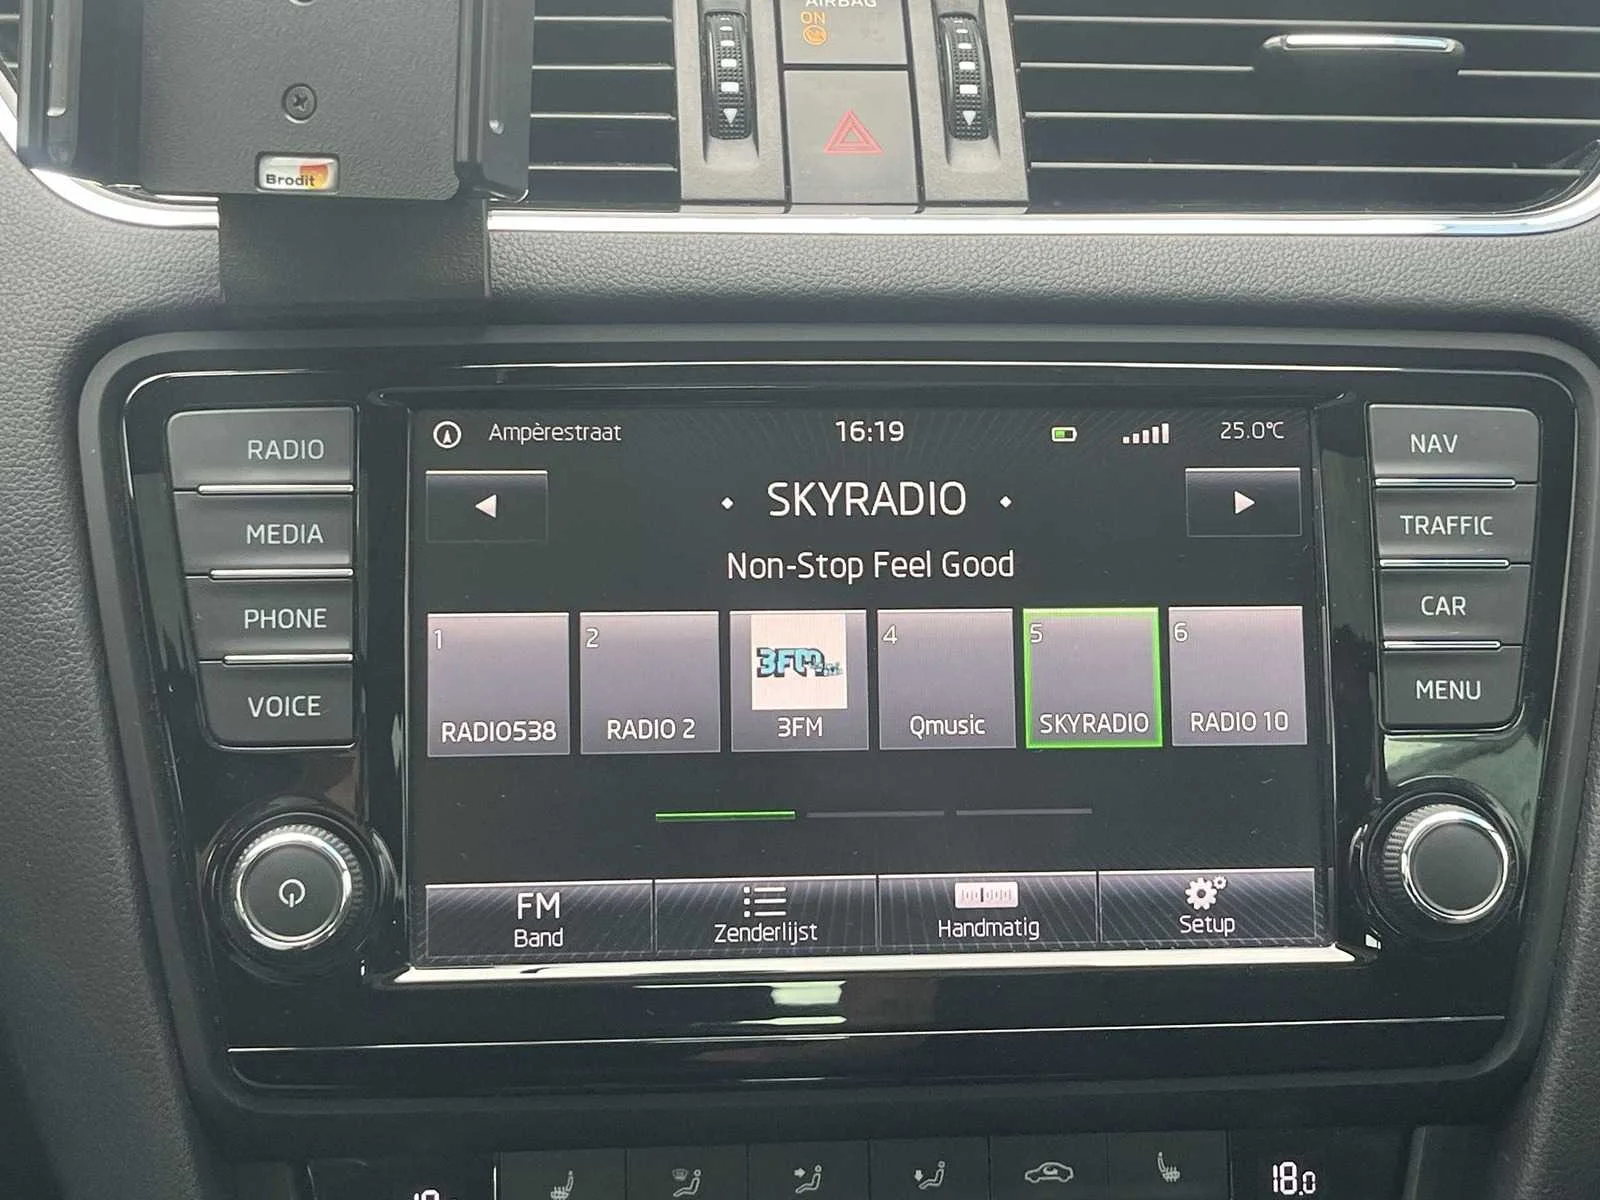 AIRBAG
ON
Brodit
RADIO
MEDIA
PHONE
VOICE
Ampèrestraat
16:19
25.0°C
SKYRADIO
Non-Stop Feel Good
1
RADIO538
2
RADIO 2
3FM
3FM
4
Qmusic
5
SKYRADIO
6
RADIO 10
FM
Band
Zenderlijst
Handmatig
Setup
NAV
TRAFFIC
CAR
MENU
18.0